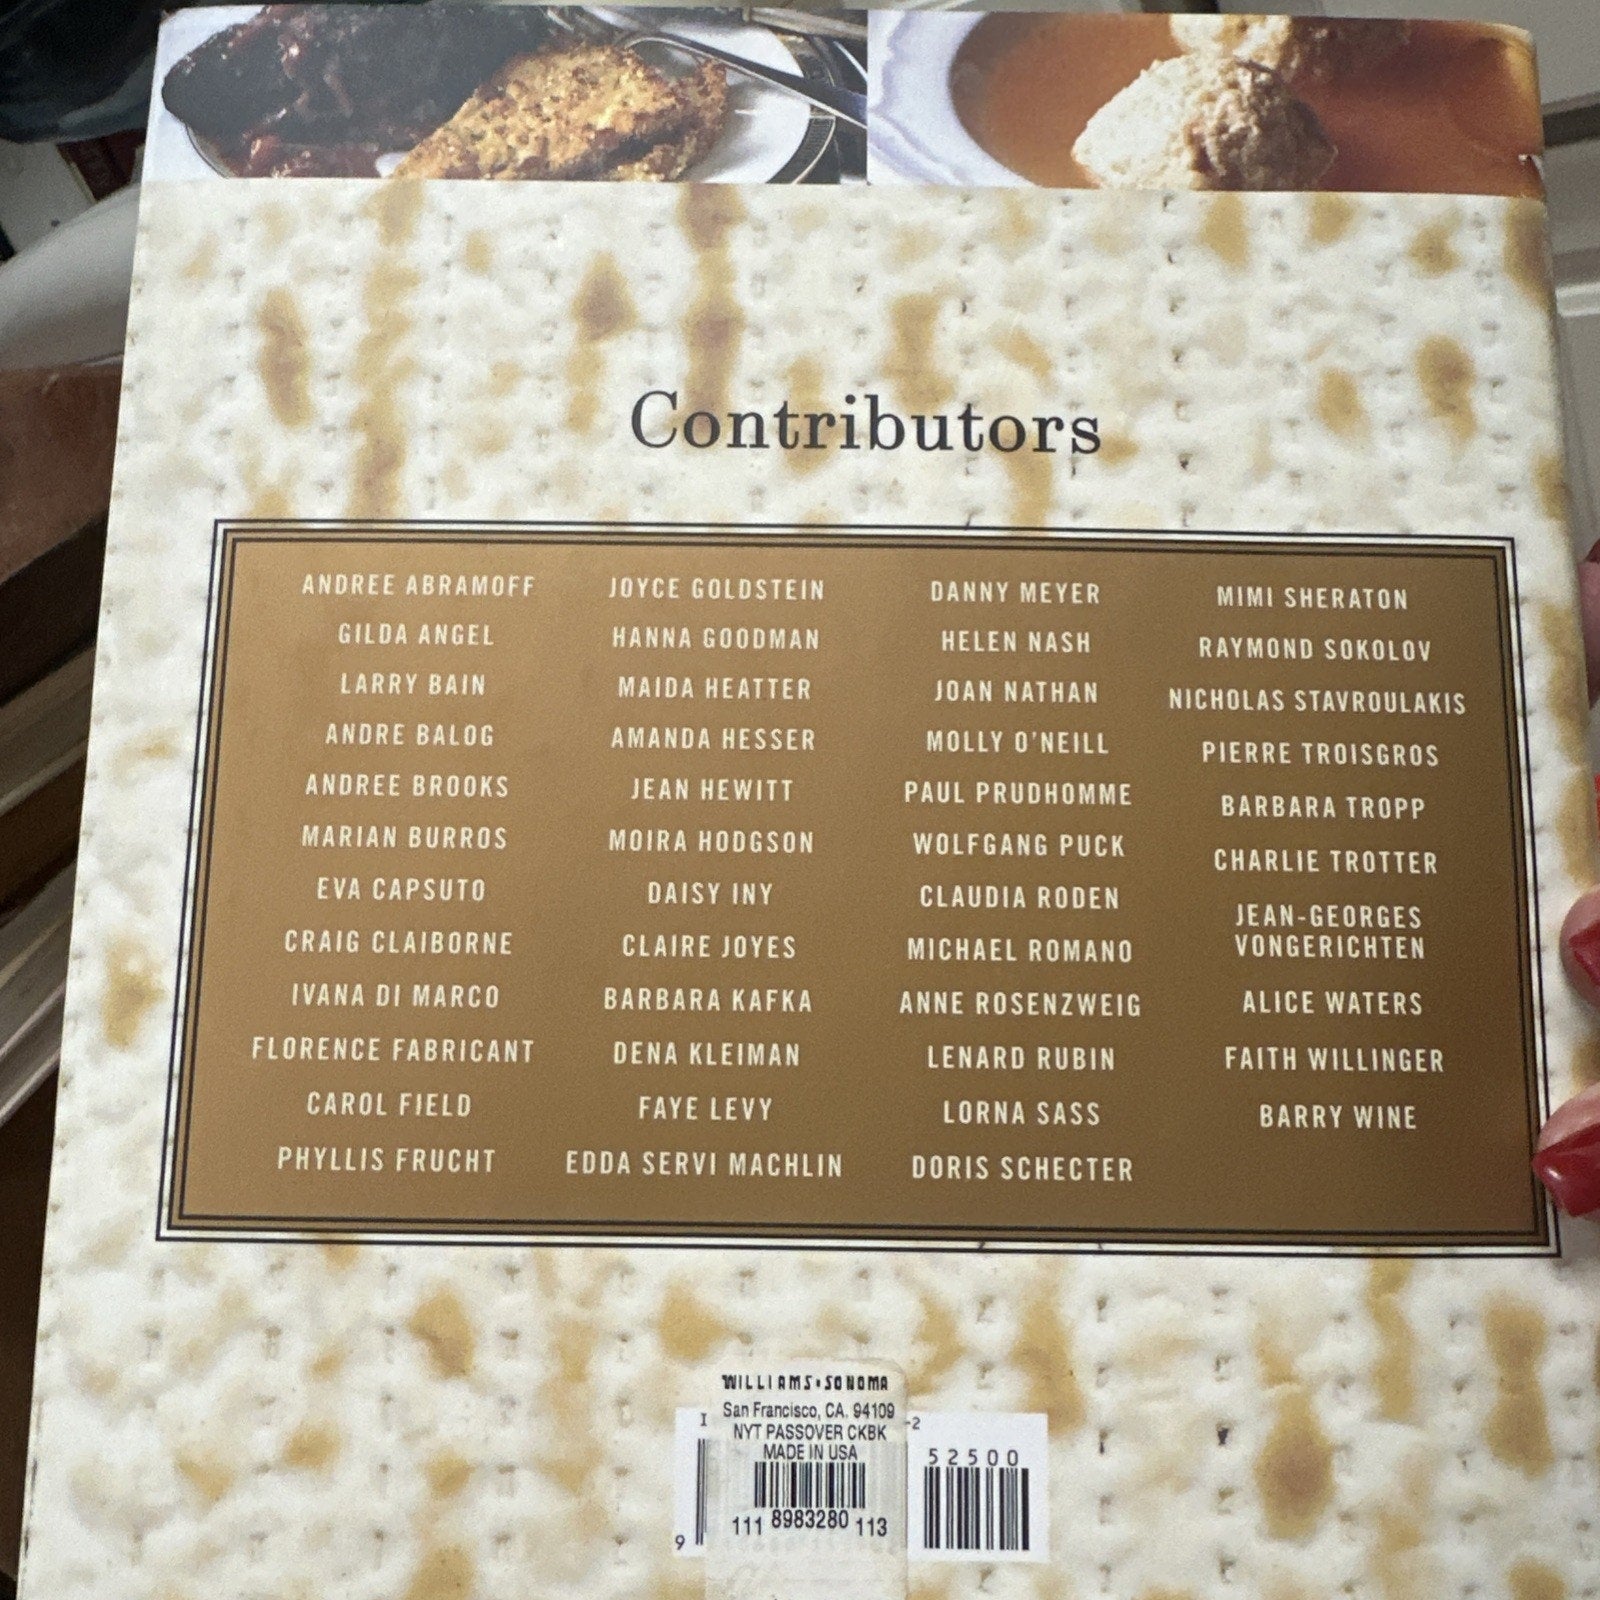 Contributors
ANDREE ABRAMOFF
GILDA ANGEL
LARRY BAIN
ANDRE BALOG
ANDREE BROOKS
MARIAN BURROS
EVA CAPSUTO
CRAIG CLAIBORNE
IVANA DI MARCO
FLORENCE FABRICANT
CAROL FIELD
PHYLLIS FRUCHT
JOYCE GOLDSTEIN
HANNA GOODMAN
MAIDA HEATTER
AMANDA HESSER
JEAN HEWITT
MOIRA HODGSON
DAISY INY
CLAIRE JOYES
BARBARA KAFKA
DENA KLEIMAN
FAYE LEVY
EDDA SERVI MACHLIN
DANNY MEYER
HELEN NASH
JOAN NATHAN
MOLLY O'NEILL
PAUL PRUDHOMME
WOLFGANG PUCK
CLAUDIA RODEN
MICHAEL ROMANO
ANNE ROSENZWEIG
LENARD RUBIN
LORNA SASS
DORIS SCHECTER
MIMI SHERATON
RAYMOND SOKOLOV
NICHOLAS STAVROULAKIS
PIERRE TROISGROS
BARBARA TROPP
CHARLIE TROTTER
JEAN-GEORGES
VONGERICHTEN
ALICE WATERS
FAITH WILLINGER
BARRY WINE
WILLIAMS-SONOMA
San Francisco, CA. 94109
NYT PASSOVER CKBK
MADE IN USA
111 8983280 113
I
9
-2
52500